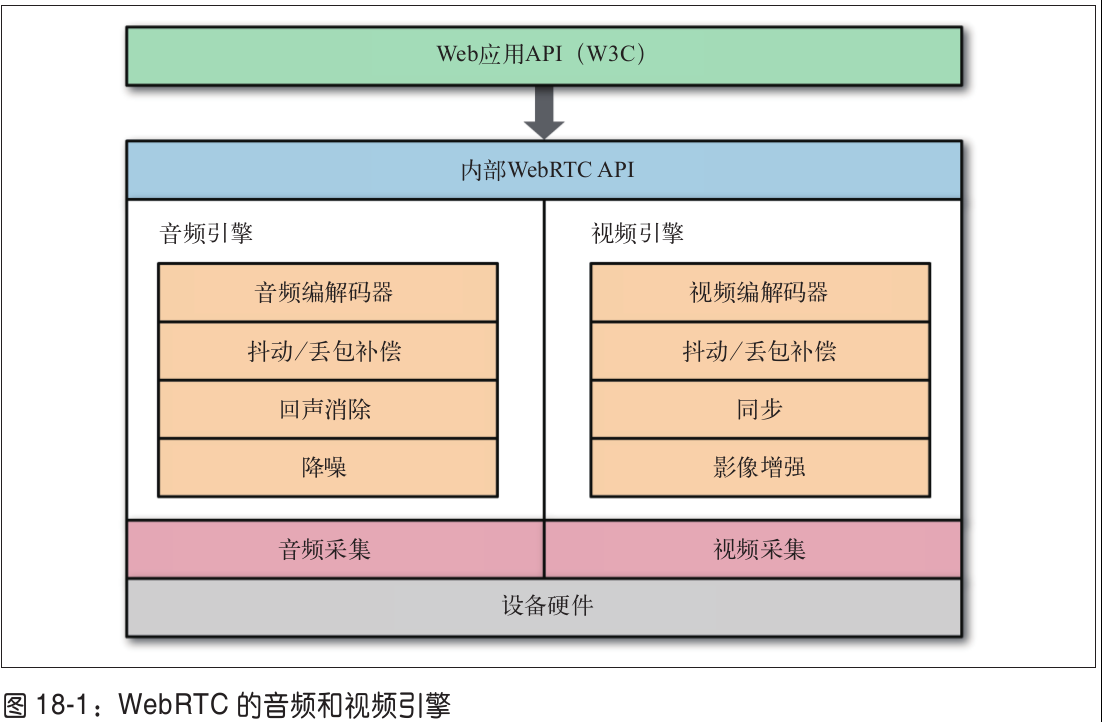 Web应用API（W3C）
内部WebRTC API
音频引擎
音频编解码器
抖动/丢包补偿
回声消除
降噪
视频引擎
视频编解码器
抖动/丢包补偿
同步
影像增强
音频采集
视频采集
设备硬件
图 18-1：WebRTC 的音频和视频引擎